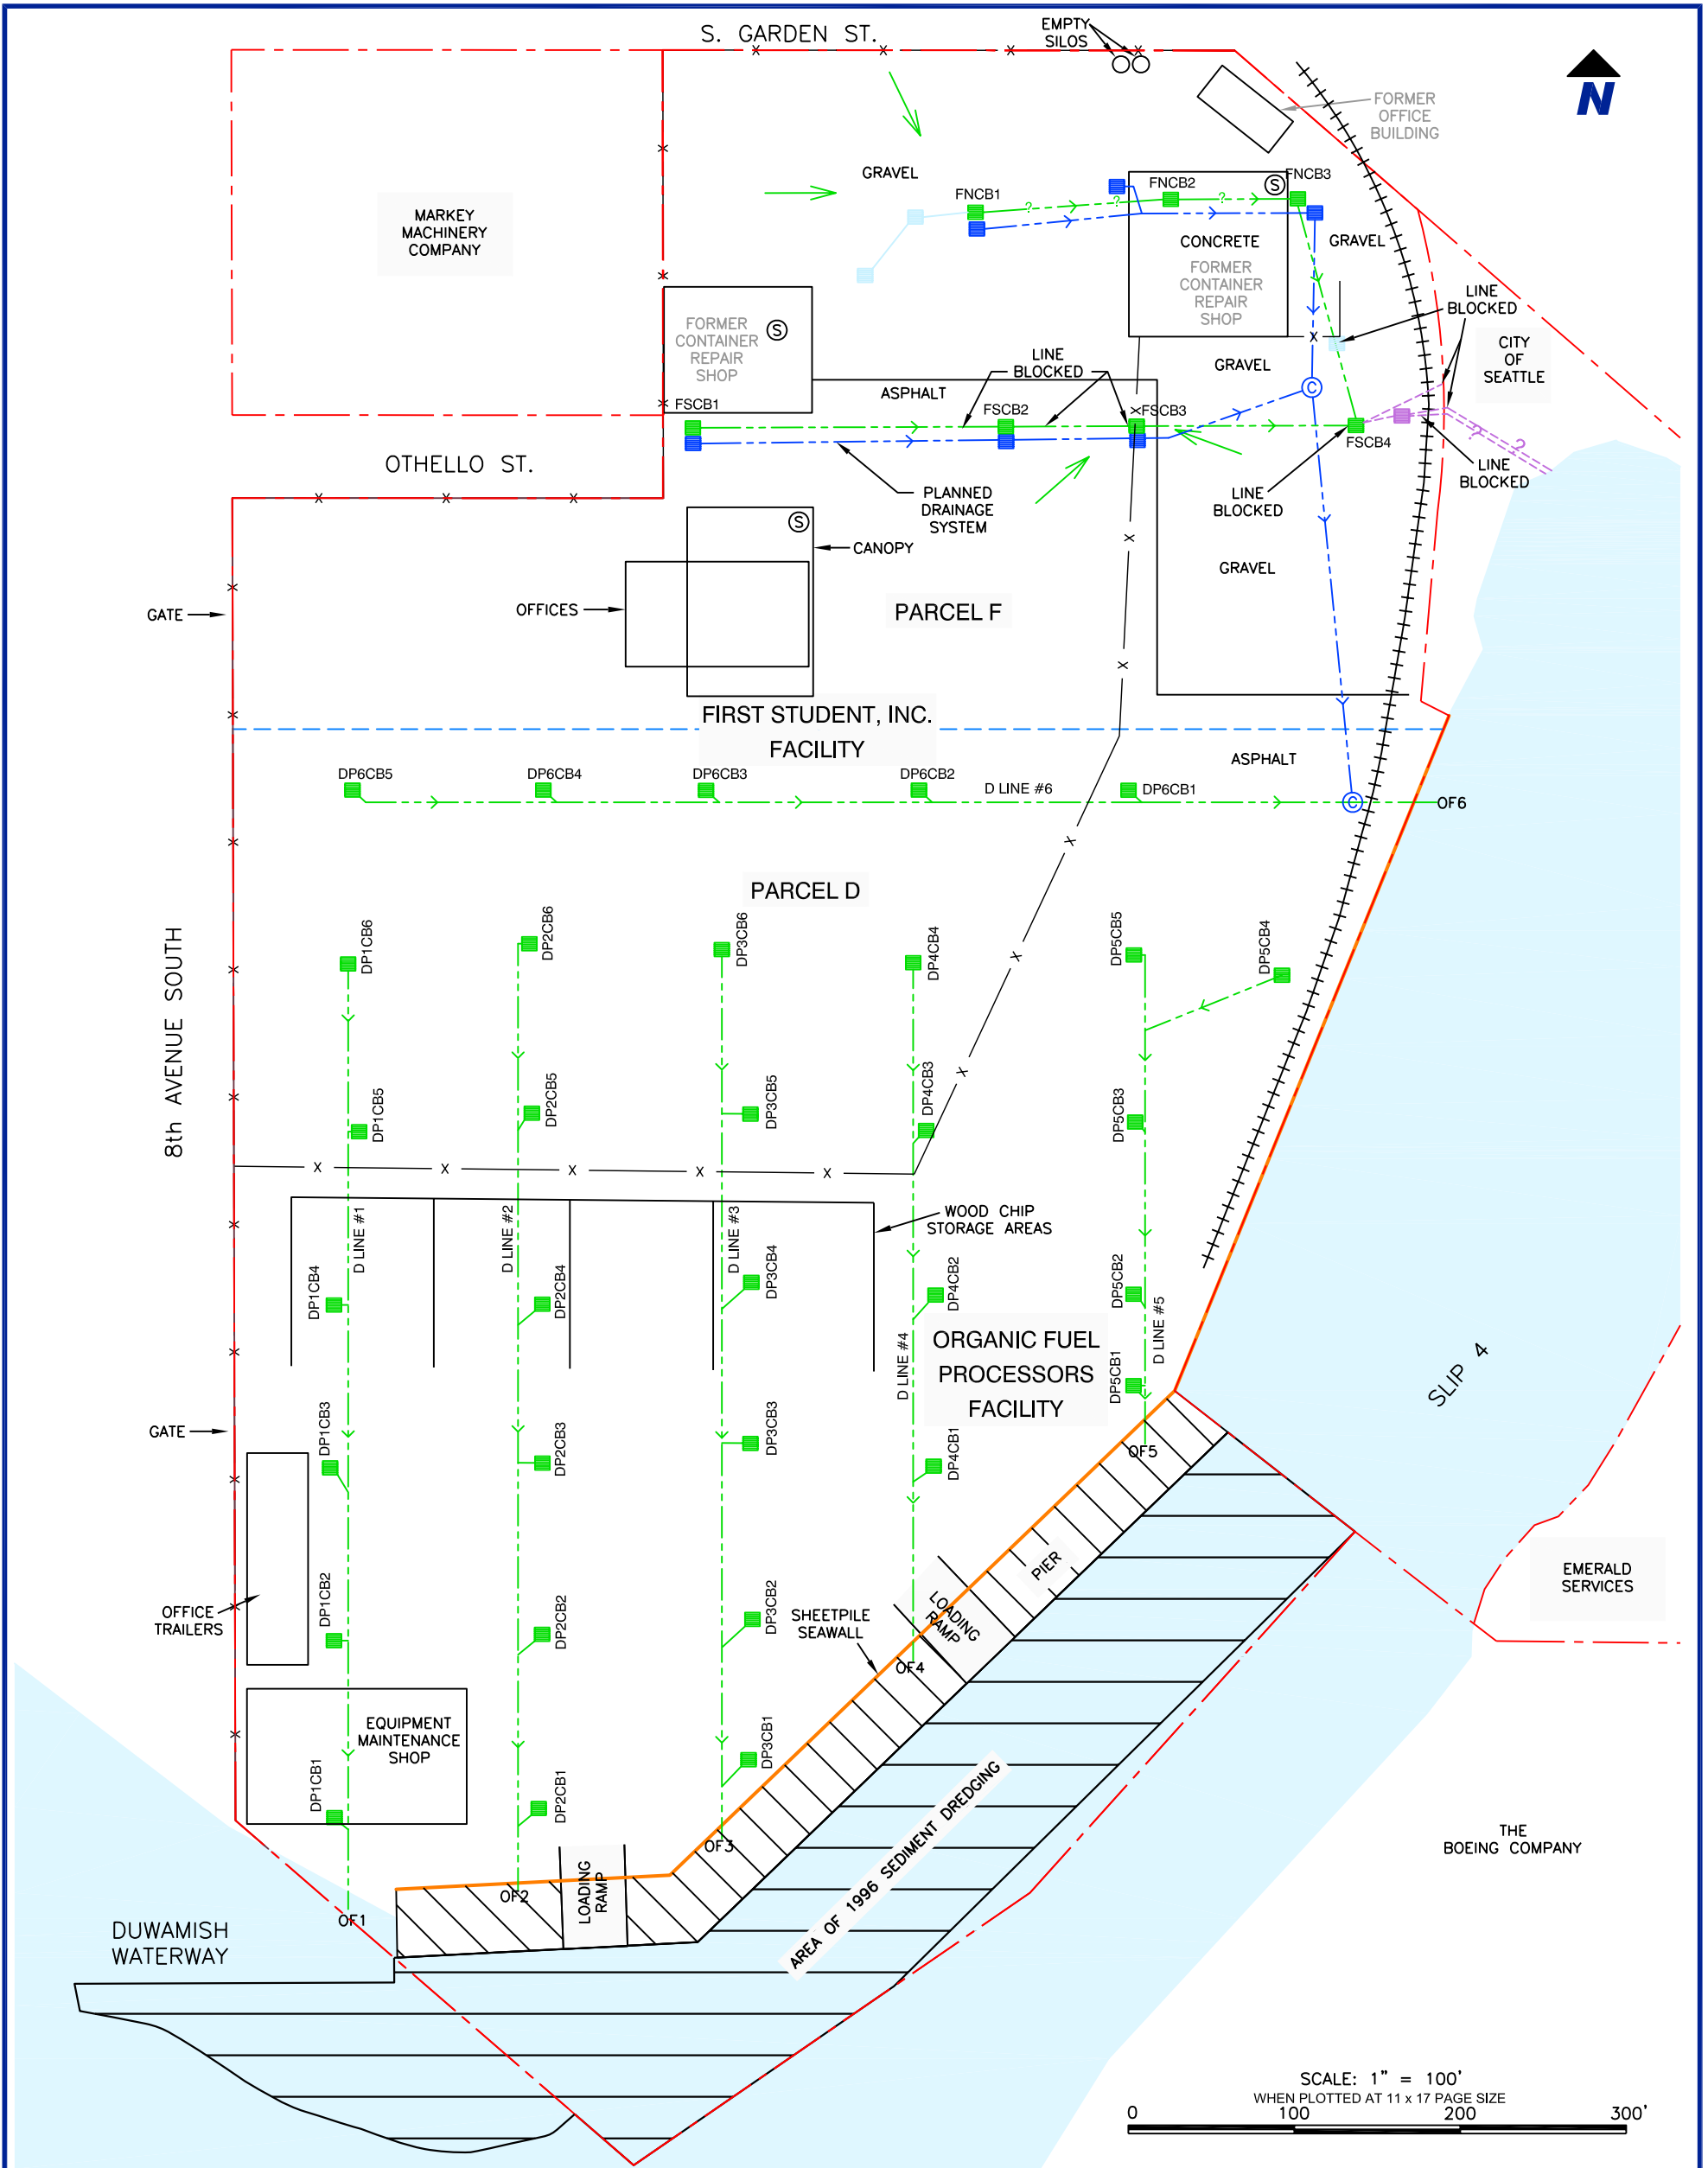 S. GARDEN ST.
EMPTY
SILOS
N
FORMER
OFFICE
BUILDING
GRAVEL
MARKEY
MACHINERY
COMPANY
FNCB1
FNCB2
FNCB3
S
?
?
?
CONCRETE
GRAVEL
FORMER
CONTAINER
REPAIR
SHOP
FORMER
CONTAINER
REPAIR
SHOP
S
LINE
BLOCKED
CITY
OF
SEATTLE
LINE
BLOCKED
GRAVEL
ASPHALT
C
FSCB1
FSCB2
FSCB3
FSCB4
?
?
LINE
BLOCKED
LINE
BLOCKED
OTHELLO ST.
PLANNED
DRAINAGE
SYSTEM
S
CANOPY
GRAVEL
GATE
OFFICES
PARCEL F
FIRST STUDENT, INC.
FACILITY
ASPHALT
DP6CB5
DP6CB4
DP6CB3
DP6CB2
D LINE #6
DP6CB1
C
OF6
PARCEL D
8th AVENUE SOUTH
DP1CB6
DP2CB6
DP3CB6
DP4CB4
DP5CB5
DP5CB4
DP1CB5
DP2CB5
DP3CB5
DP4CB3
DP5CB3
WOOD CHIP
STORAGE AREAS
D LINE #1
D LINE #2
D LINE #3
DP1CB4
DP2CB4
DP3CB4
DP4CB2
DP5CB2
D LINE #4
D LINE #5
ORGANIC FUEL
PROCESSORS
FACILITY
DP5CB1
SLIP 4
GATE
DP1CB3
DP2CB3
DP3CB3
DP4CB1
OF5
PIER
LOADING
RAMP
EMERALD
SERVICES
OFFICE
TRAILERS
DP1CB2
DP2CB2
DP3CB2
SHEETPILE
SEAWALL
OF4
EQUIPMENT
MAINTENANCE
SHOP
DP1CB1
DP2CB1
DP3CB1
OF3
AREA OF 1996 SEDIMENT DREDGING
THE
BOEING COMPANY
LOADING
RAMP
OF2
OF1
DUWAMISH
WATERWAY
SCALE: 1" = 100'
WHEN PLOTTED AT 11 x 17 PAGE SIZE
0 100 200 300'